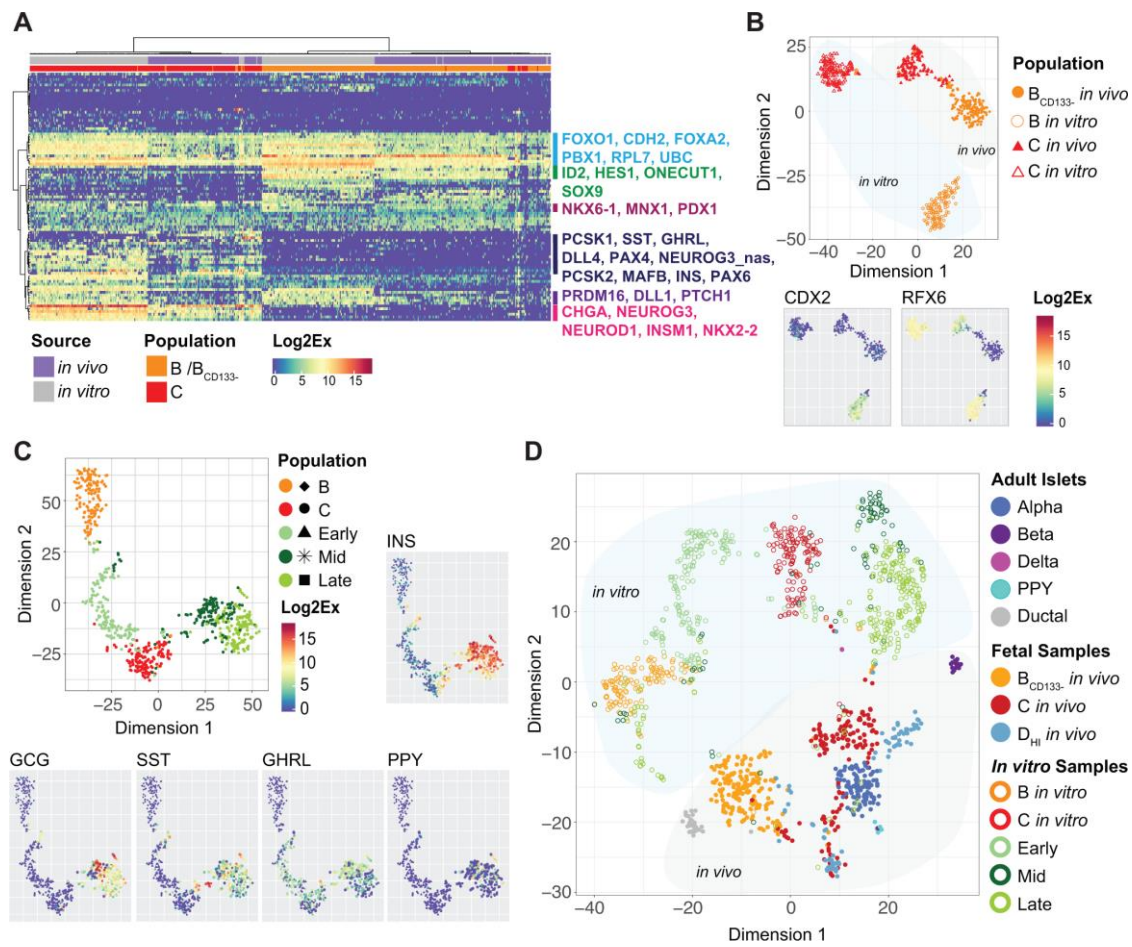 A
FOXO1, CDH2, FOXA2,
PBX1, RPL7, UBC
ID2, HES1, ONECUT1,
SOX9
NKX6-1, MNX1, PDX1
PCSK1, SST, GHRL,
DLL4, PAX4, NEUROG3_nas,
PCSK2, MAFB, INS, PAX6
PRDM16, DLL1, PTCH1
CHGA, NEUROG3,
NEUROD1, INSM1, NKX2-2
Source
in vivo
in vitro
Population
B /BCD133-
C
Log2Ex
0 5 10 15
B
Dimension 2
25
0
-25
-50
in vivo
in vitro
-40 -20 0 20
Dimension 1
Population
BCD133- in vivo
B in vitro
C in vivo
C in vitro
CDX2
RFX6
Log2Ex
15
10
5
0
C
Dimension 2
50
25
0
-25
-25 0 25 50
Dimension 1
Population
B
C
Early
Mid
Late
Log2Ex
15
10
5
0
INS
GCG
SST
GHRL
PPY
D
Dimension 2
20
10
0
-10
-20
-30
in vitro
in vivo
-40 -20 0 20
Dimension 1
Adult Islets
Alpha
Beta
Delta
PPY
Ductal
Fetal Samples
BCD133- in vivo
C in vivo
DHI in vivo
In vitro Samples
B in vitro
C in vitro
Early
Mid
Late